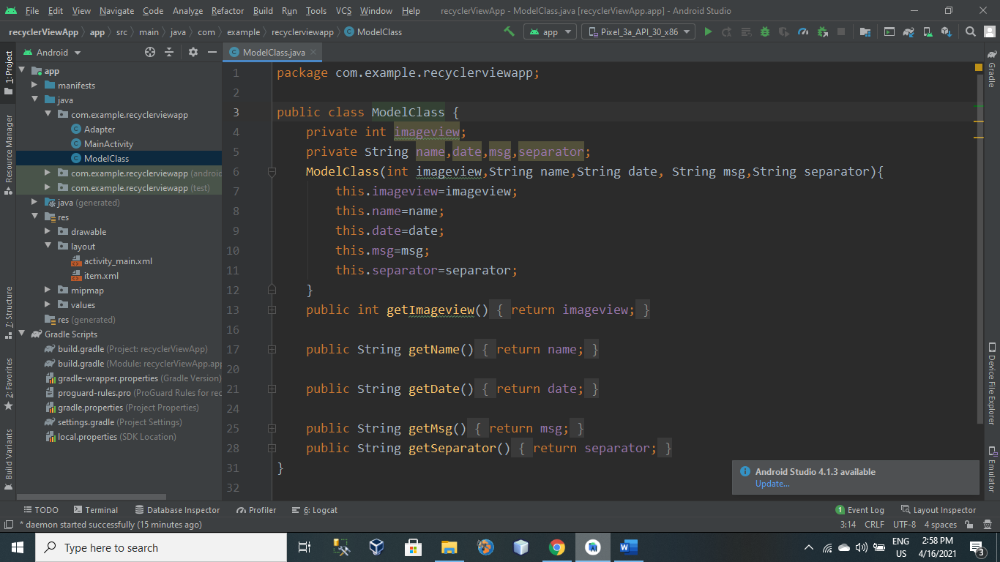 File Edit View Navigate Code Analyze Refactor Build Run Tools VCS Window Help recyclerViewApp - ModelClass.java [recyclerViewApp.app] - Android Studio
recyclerViewApp app src main java com example recyclerviewapp ModelClass app Pixel_3a_API_30_x86
Android
ModelClass.java
1: Project
Resource Manager
7: Structure
2: Favorites
Build Variants
app
manifests
java
com.example.recyclerviewapp
Adapter
MainActivity
ModelClass
com.example.recyclerviewapp (android
com.example.recyclerviewapp (test)
java (generated)
res
drawable
layout
activity_main.xml
item.xml
mipmap
values
res (generated)
Gradle Scripts
build.gradle (Project: recyclerViewApp)
build.gradle (Module: recyclerViewApp.app
gradle-wrapper.properties (Gradle Version)
proguard-rules.pro (ProGuard Rules for rec
gradle.properties (Project Properties)
settings.gradle (Project Settings)
local.properties (SDK Location)
1 package com.example.recyclerviewapp;
2
3 public class ModelClass {
4 private int imageview;
5 private String name,date,msg,separator;
6 ModelClass(int imageview,String name,String date, String msg,String separator){
7 this.imageview=imageview;
8 this.name=name;
9 this.date=date;
10 this.msg=msg;
11 this.separator=separator;
12 }
13 public int getImageview() { return imageview; }
16
17 public String getName() { return name; }
20
21 public String getDate() { return date; }
24
25 public String getMsg() { return msg; }
28 public String getSeparator() { return separator; }
31 }
32
Gradle
Device File Explorer
Emulator
Android Studio 4.1.3 available
Update...
TODO Terminal Database Inspector Profiler 6: Logcat 1 Event Log Layout Inspector
* daemon started successfully (15 minutes ago) 3:14 CRLF UTF-8 4 spaces
Type here to search
ENG
US
2:58 PM
4/16/2021
3